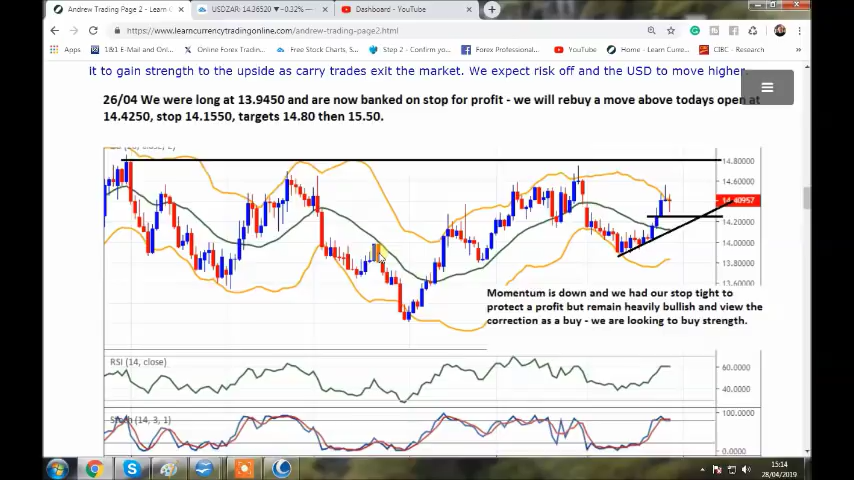 Andrew Trading Page 2 - Learn C
USDZAR: 14.36520 ▼−0.32%
Dashboard - YouTube
https://www.learncurrencytradingonline.com/andrew-trading-page2.html
Apps
1&1 E-Mail and Onl
Online Forex Trading
Free Stock Charts, S
Step 2 - Confirm yo
Forex Professional.
YouTube
Home - Learn Curre
CIBC - Research
it to gain strength to the upside as carry trades exit the market. We expect risk off and the USD to move higher.
26/04 We were long at 13.9450 and are now banked on stop for profit - we will rebuy a move above todays open at
14.4250, stop 14.1550, targets 14.80 then 15.50.
14.80000
14.60000
14.40957
14.20000
14.00000
13.80000
13.60000
Momentum is down and we had our stop tight to
protect a profit but remain heavily bullish and view the
correction as a buy - we are looking to buy strength.
RSI (14, close)
60.0000
40.0000
Stoch (14, 3, 1)
100.0000
0.0000
15:14
28/04/2019